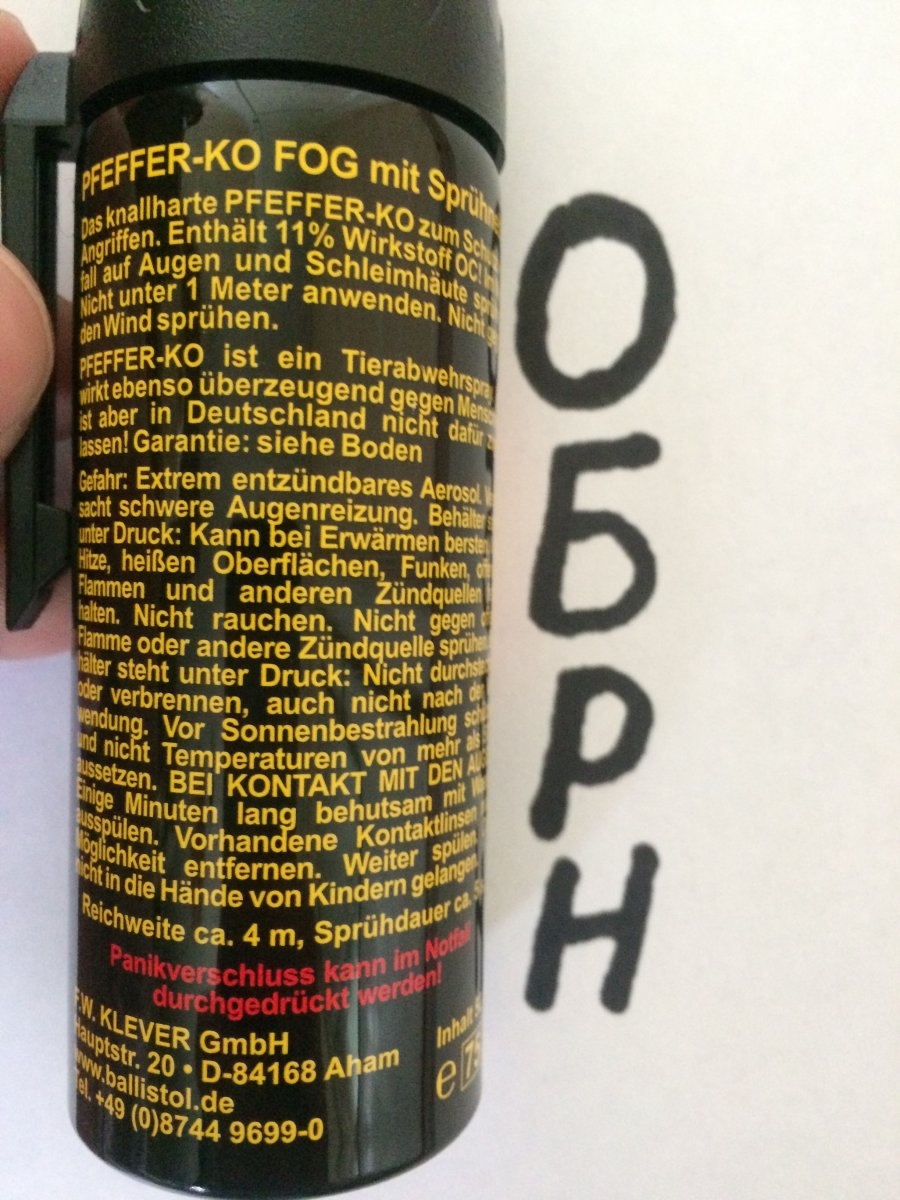 PFEFFER-KO FOG mit
Das knallharte PFEFFER-KO zum
Angriffen. Enthält 11% Wirkstoff OC!
fall auf Augen und Schleimhäute
Nicht unter 1 Meter anwenden. Nicht
den Wind sprühen.
PFEFFER-KO ist ein Tierabwehrspray
wirkt ebenso überzeugend gegen
ist aber in Deutschland nicht dafür
lassen! Garantie: siehe Boden
Gefahr: Extrem entzündbares Aerosol.
sacht schwere Augenreizung. Behälter
unter Druck: Kann bei Erwärmen bersten.
Hitze, heißen Oberflächen, Funken,
Flammen und anderen Zündquellen
halten. Nicht rauchen. Nicht gegen
Flamme oder andere Zündquelle sprühen.
hälter steht unter Druck: Nicht
oder verbrennen, auch nicht nach der
wendung. Vor Sonnenbestrahlung
und nicht Temperaturen von mehr als
aussetzen. BEI KONTAKT MIT DEN
Einige Minuten lang behutsam mit
ausspülen. Vorhandene Kontaktlinsen
Möglichkeit entfernen. Weiter spülen.
nicht in die Hände von Kindern gelangen.
Reichweite ca. 4 m, Sprühdauer ca.
Panikverschluss kann im Notfall
durchgedrückt werden!
F.W. KLEVER GmbH
Hauptstr. 20 • D-84168 Aham
www.ballistol.de
Tel. +49 (0)8744 9699-0
Inhalt
e 75
О
Б
Р
Н